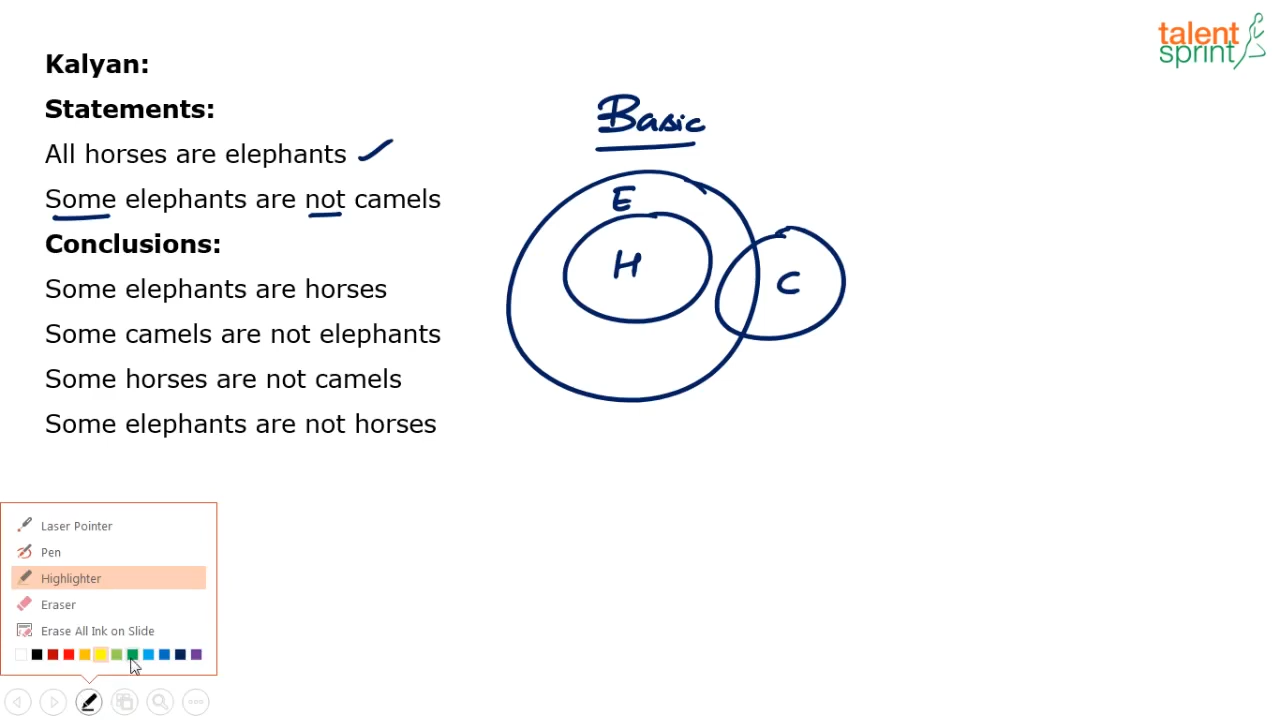 talent
sprint
Kalyan:
Statements:
All horses are elephants
Some elephants are not camels
Conclusions:
Some elephants are horses
Some camels are not elephants
Some horses are not camels
Some elephants are not horses
Basic
E
H
C
Laser Pointer
Pen
Highlighter
Eraser
Erase All Ink on Slide